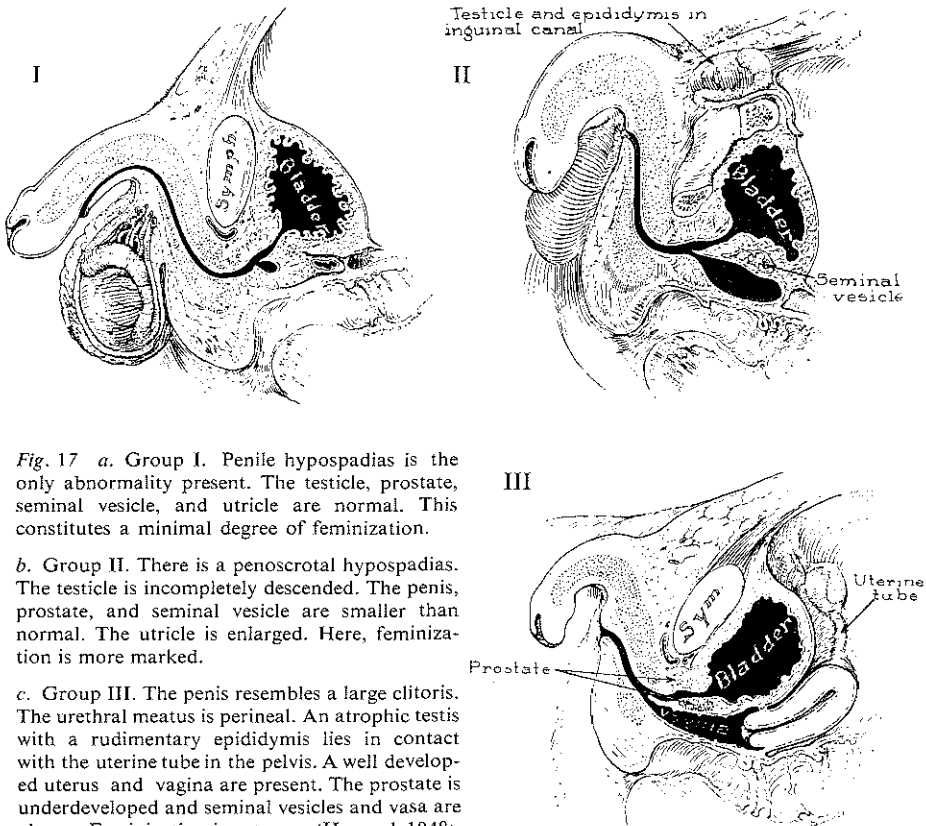 Testicle and epididymis in
inguinal canal
I
II
Sym
Bladder
Bladder
Seminal
vesicle
Fig. 17 a. Group I. Penile hypospadias is the
only abnormality present. The testicle, prostate,
seminal vesicle, and utricle are normal. This
constitutes a minimal degree of feminization.
b. Group II. There is a penoscrotal hypospadias.
The testicle is incompletely descended. The penis,
prostate, and seminal vesicle are smaller than
normal. The utricle is enlarged. Here, feminiza-
tion is more marked.
c. Group III. The penis resembles a large clitoris.
The urethral meatus is perineal. An atrophic testis
with a rudimentary epididymis lies in contact
with the uterine tube in the pelvis. A well develop-
ed uterus and vagina are present. The prostate is
underdeveloped and seminal vesicles and vasa are
III
Uterine
tube
Sym.
Bladder
Prostate
Vagina